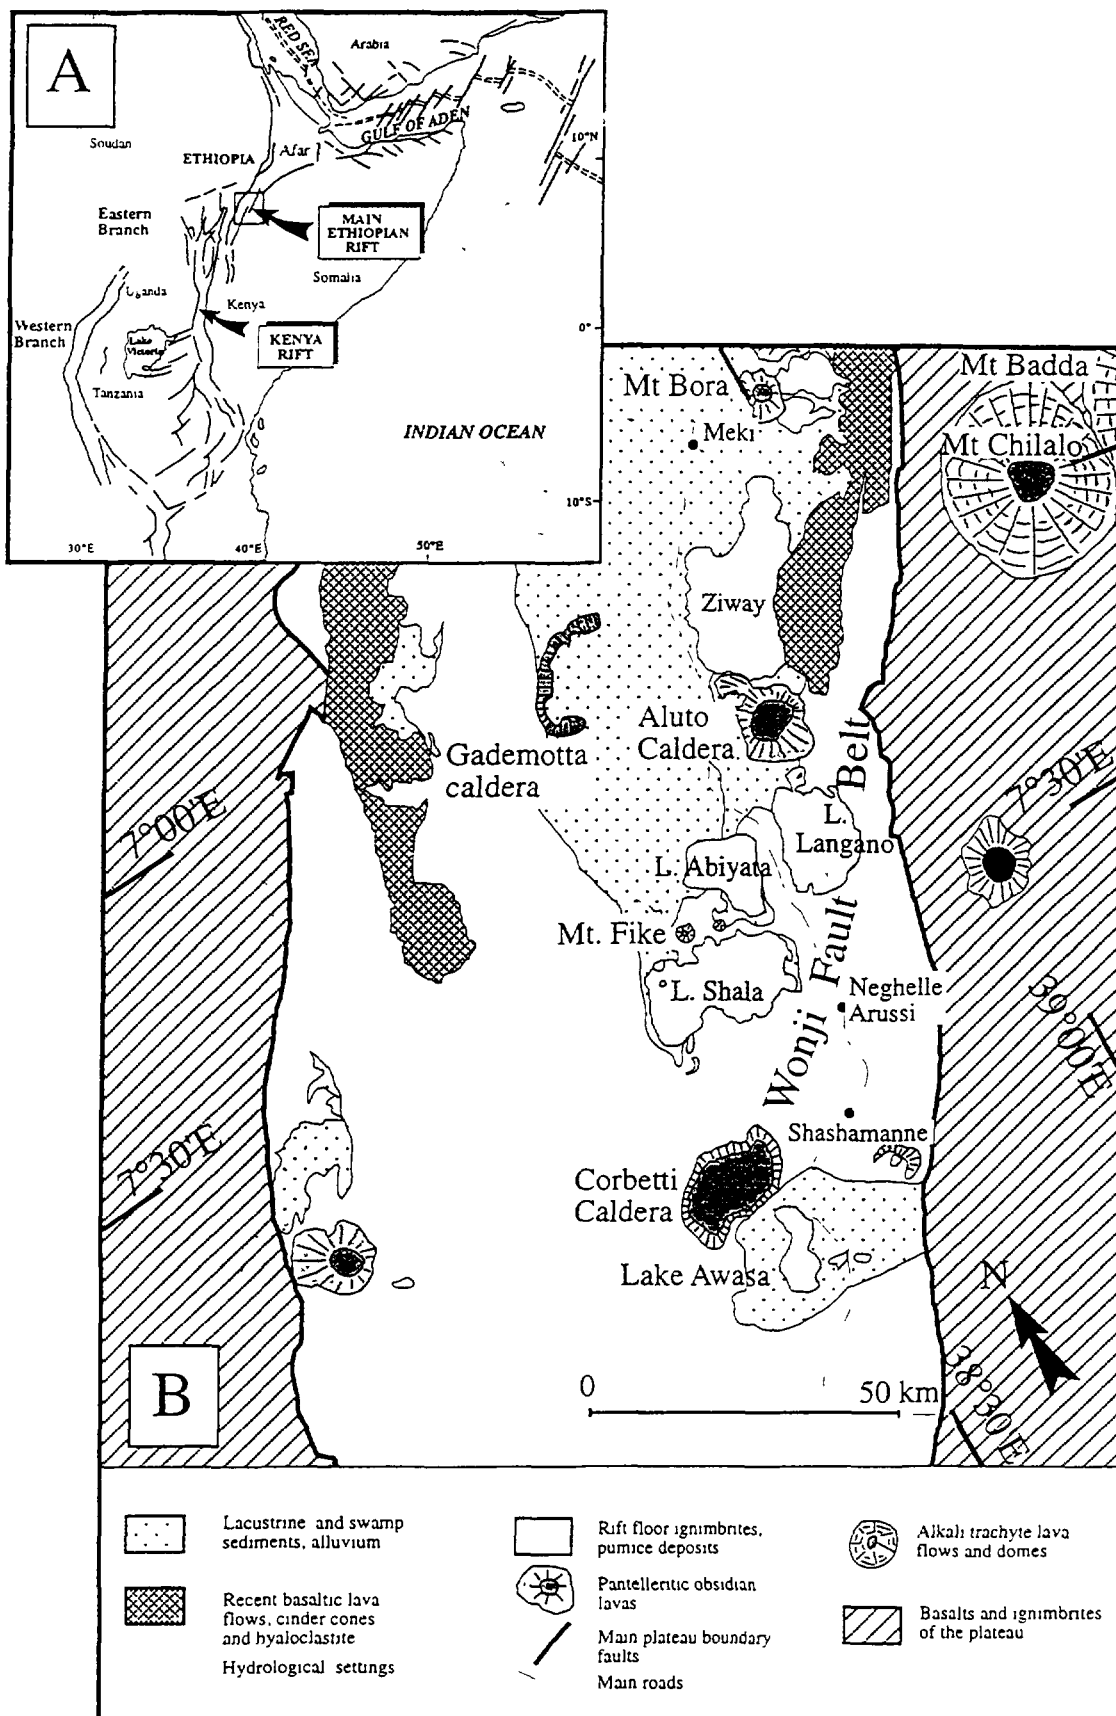 A
RED SEA
Arabia
GULF OF ADEN
10°N
Soudan
ETHIOPIA
Afar
Eastern
Branch
MAIN
ETHIOPIAN
RIFT
Somalia
Uganda
Kenya
Western
Branch
Lake
Victoria
KENYA
RIFT
0°
Tanzania
INDIAN OCEAN
10°S
30°E
40°E
50°E
Mt Bora
Meki
Mt Badda
Mt Chilalo
Ziway
Aluto
Caldera
Gademotta
caldera
Wonji Fault Belt
7°30'E
7°00'E
L.
Langano
L. Abiyata
Mt. Fike
L. Shala
Neghelle
Arussi
39°00'E
Shashamanne
7°30'E
Corbetti
Caldera
Lake Awasa
N
B
0
50 km
38°30'E
Lacustrine and swamp
sediments, alluvium
Recent basaltic lava
flows, cinder cones
and hyaloclastite
Hydrological settings
Rift floor ignimbrites,
pumice deposits
Pantelleritic obsidian
lavas
Main plateau boundary
faults
Main roads
Alkali trachyte lava
flows and domes
Basalts and ignimbrites
of the plateau